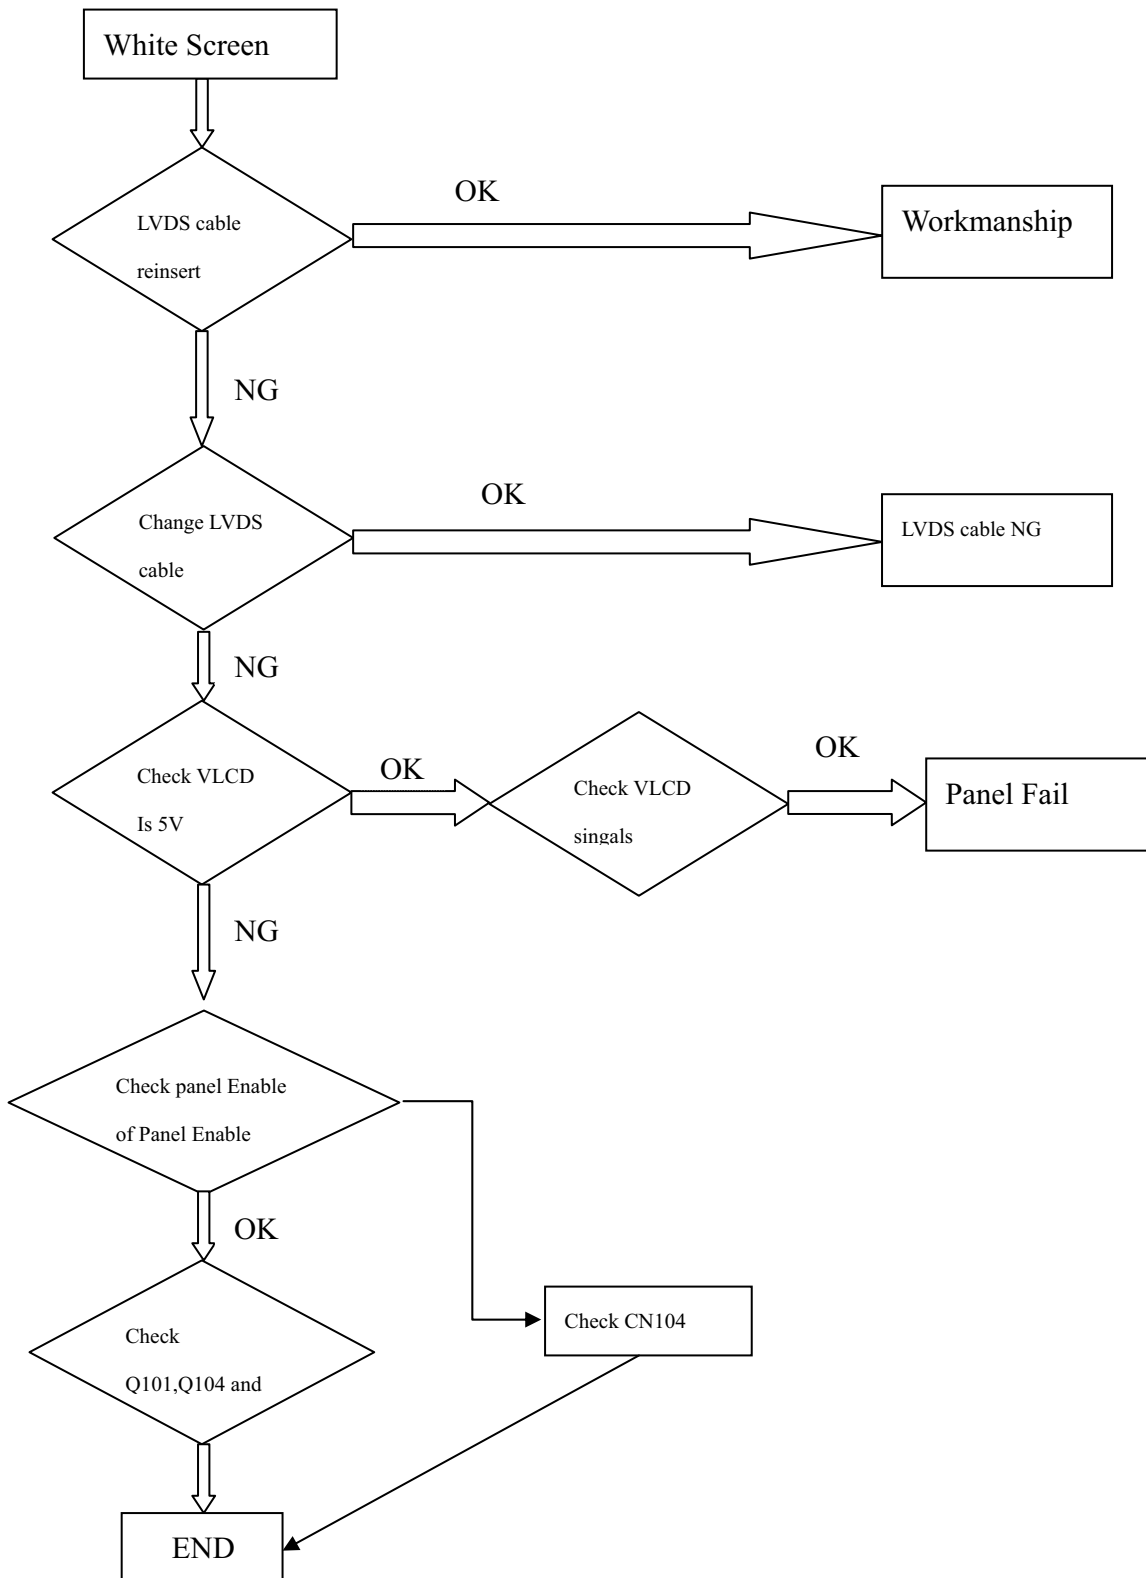 White Screen
OK
LVDS cable
reinsert
Workmanship
NG
OK
Change LVDS
cable
LVDS cable NG
NG
Check VLCD
Is 5V
OK
Check VLCD
singals
OK
Panel Fail
NG
Check panel Enable
of Panel Enable
OK
Check
Q101,Q104 and
Check CN104
END